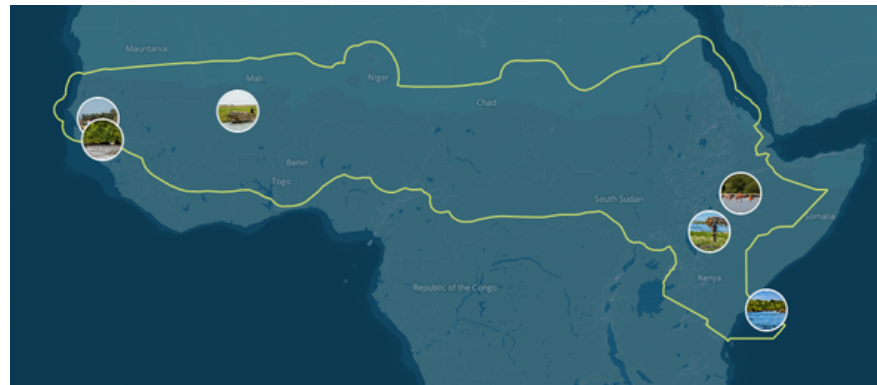 Mauritania
Mali
Niger
Chad
Benin
Togo
South Sudan
Somalia
Kenya
Republic of the Congo